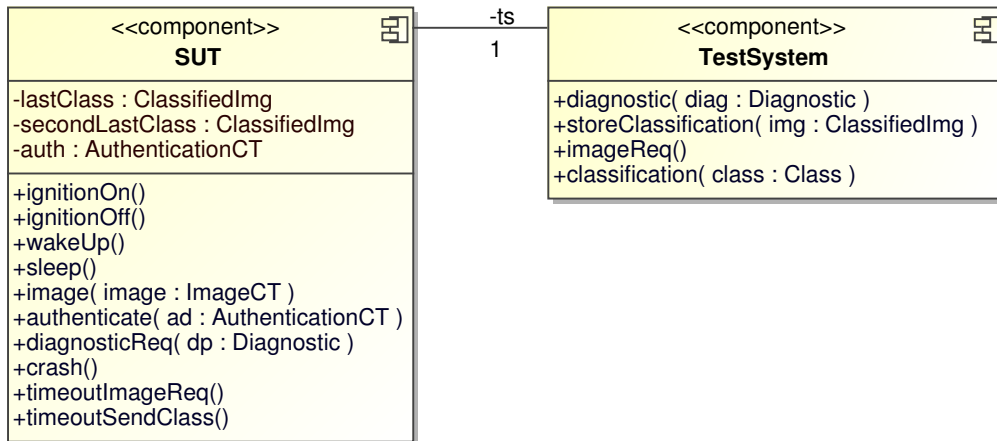 <<component>>
SUT
-lastClass : ClassifiedImg
-secondLastClass : ClassifiedImg
-auth : AuthenticationCT
+ignitionOn()
+ignitionOff()
+wakeUp()
+sleep()
+image( image : ImageCT )
+authenticate( ad : AuthenticationCT )
+diagnosticReq( dp : Diagnostic )
+crash()
+timeoutImageReq()
+timeoutSendClass()
-ts
1
<<component>>
TestSystem
+diagnostic( diag : Diagnostic )
+storeClassification( img : ClassifiedImg )
+imageReq()
+classification( class : Class )